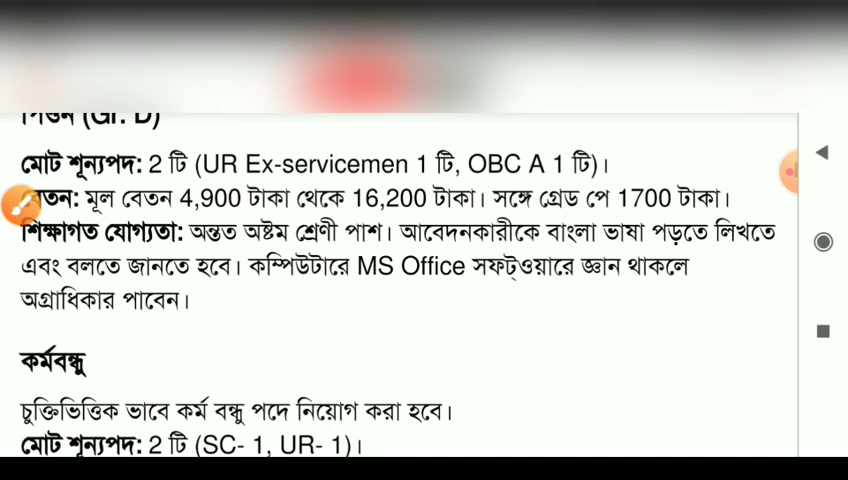 পিওন (Gr. D)
মোট শূন্যপদ: 2 টি (UR Ex-servicemen 1 টি, OBC A 1 টি)।
বেতন: মূল বেতন 4,900 টাকা থেকে 16,200 টাকা। সঙ্গে গ্রেড পে 1700 টাকা।
শিক্ষাগত যোগ্যতা: অন্তত অষ্টম শ্রেণী পাশ। আবেদনকারীকে বাংলা ভাষা পড়তে লিখতে
এবং বলতে জানতে হবে। কম্পিউটারে MS Office সফট্ওয়ারে জ্ঞান থাকলে
অগ্রাধিকার পাবেন।
কর্মবন্ধু
চুক্তিভিত্তিক ভাবে কর্ম বন্ধু পদে নিয়োগ করা হবে।
মোট শূন্যপদ: 2 টি (SC- 1, UR- 1)।